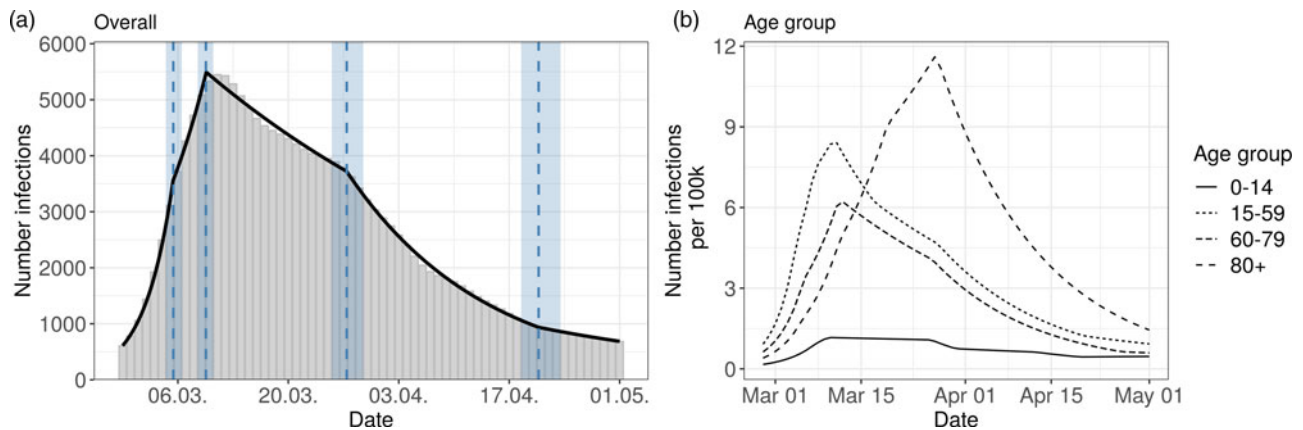 (a)
Overall
6000
5000
4000
3000
2000
1000
0
Number infections
06.03.
20.03.
03.04.
17.04.
01.05.
Date
(b)
Age group
12
9
6
3
0
Number infections
per 100k
Mar 01
Mar 15
Apr 01
Apr 15
May 01
Date
Age group
0-14
15-59
60-79
80+